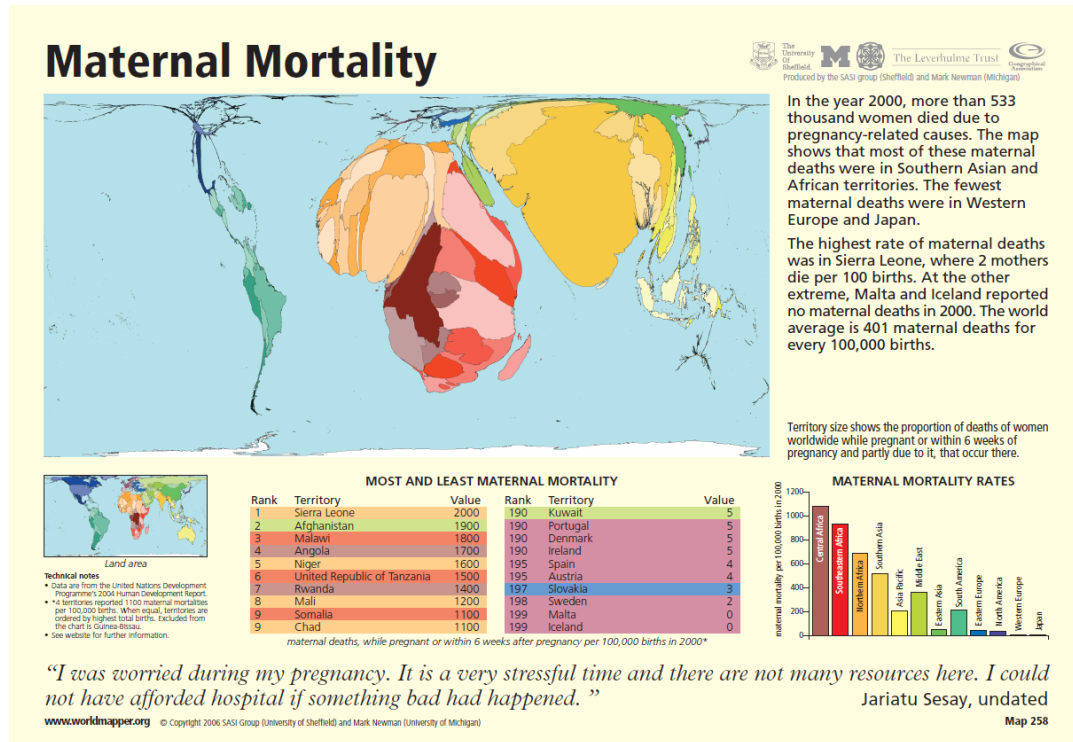 Maternal Mortality
The
University
Of
Sheffield
M
The Leverhulme Trust
Geographical
Association
Produced by the SASI group (Sheffield) and Mark Newman (Michigan)
In the year 2000, more than 533
thousand women died due to
pregnancy-related causes. The map
shows that most of these maternal
deaths were in Southern Asian and
African territories. The fewest
maternal deaths were in Western
Europe and Japan.
The highest rate of maternal deaths
was in Sierra Leone, where 2 mothers
die per 100 births. At the other
extreme, Malta and Iceland reported
no maternal deaths in 2000. The world
average is 401 maternal deaths for
every 100,000 births.
Territory size shows the proportion of deaths of women
worldwide while pregnant or within 6 weeks of
pregnancy and partly due to it, that occur there.
Land area
Technical notes
• Data are from the United Nations Development
Programme's 2004 Human Development Report.
• *4 territories reported 1100 maternal mortalities
per 100,000 births. When equal, territories are
ordered by highest total births. Excluded from
the chart is Guinea-Bissau.
• See website for further information.
MOST AND LEAST MATERNAL MORTALITY
Rank Territory Value Rank Territory Value
1 Sierra Leone 2000 190 Kuwait 5
2 Afghanistan 1900 190 Portugal 5
3 Malawi 1800 190 Denmark 5
4 Angola 1700 190 Ireland 5
5 Niger 1600 195 Spain 4
6 United Republic of Tanzania 1500 195 Austria 4
7 Rwanda 1400 197 Slovakia 3
8 Mali 1200 198 Sweden 2
9 Somalia 1100 199 Malta 0
9 Chad 1100 199 Iceland 0
maternal deaths, while pregnant or within 6 weeks after pregnancy per 100,000 births in 2000*
MATERNAL MORTALITY RATES
maternal mortality per 100,000 births in 2000
1200
1000
800
600
400
200
0
Central Africa
Southeastern Africa
Northern Africa
Southern Asia
Asia Pacific
Middle East
Eastern Asia
South America
Eastern Europe
North America
Western Europe
Japan
“I was worried during my pregnancy. It is a very stressful time and there are not many resources here. I could
not have afforded hospital if something bad had happened. ” Jariatu Sesay, undated
www.worldmapper.org © Copyright 2006 SASI Group (University of Sheffield) and Mark Newman (University of Michigan) Map 258